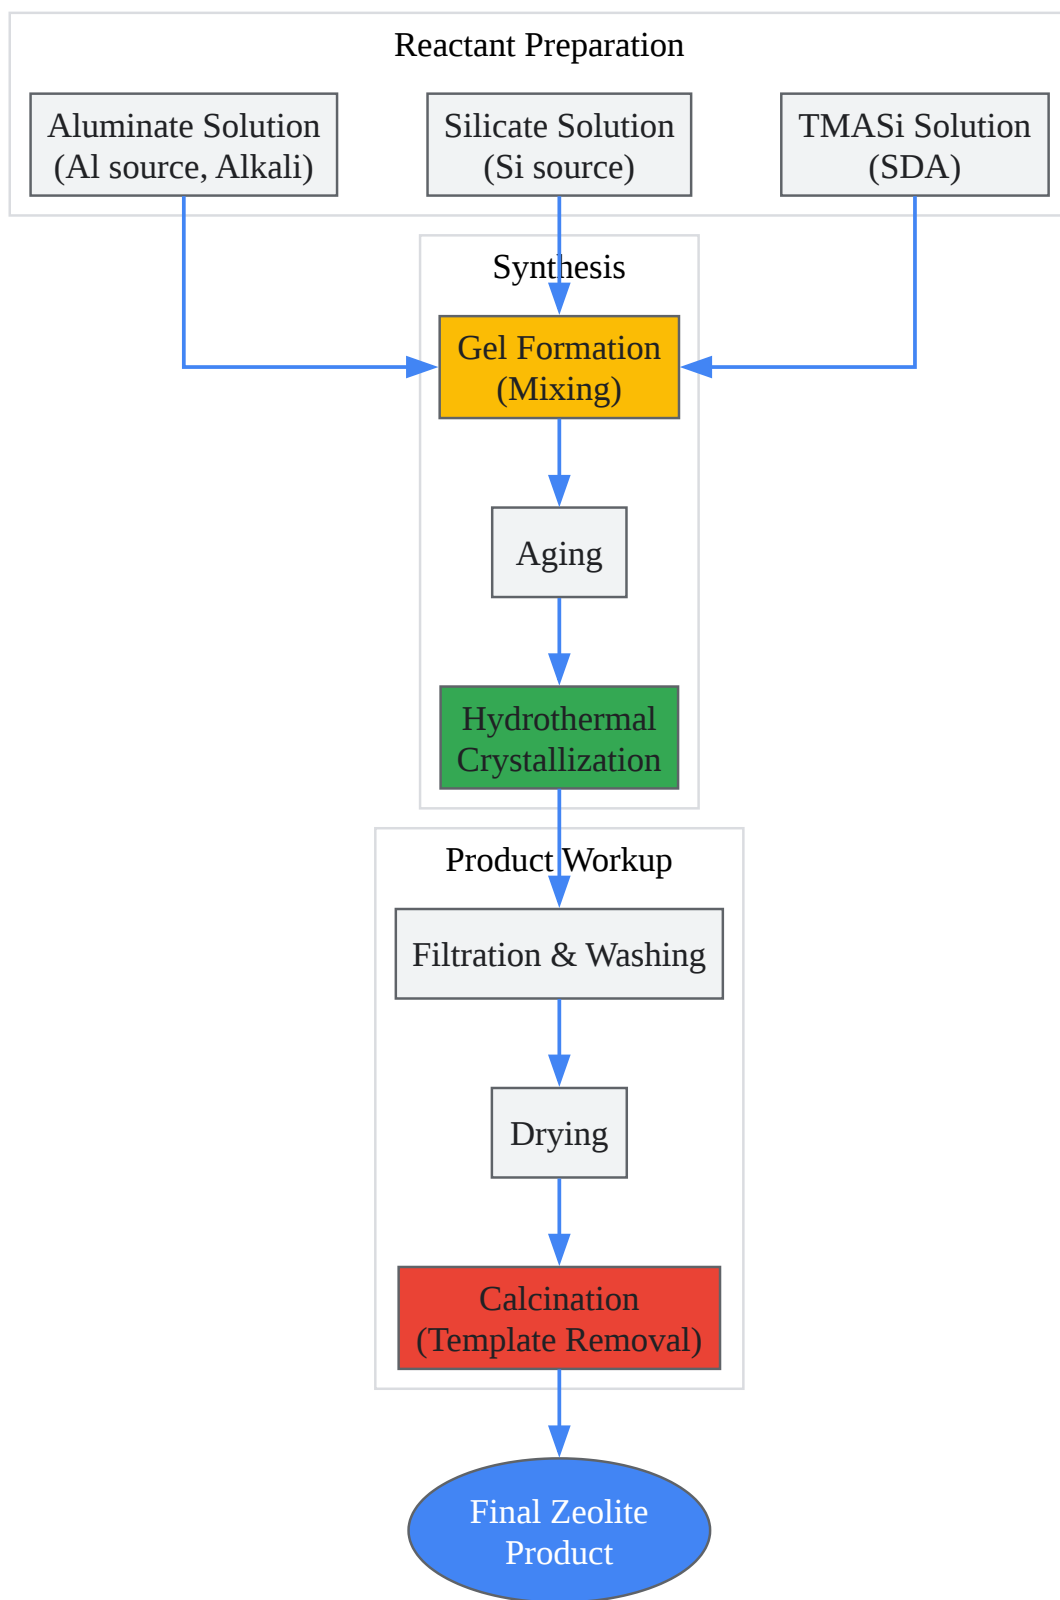 Reactant Preparation
Aluminate Solution
(Al source, Alkali)
Silicate Solution
(Si source)
TMASi Solution
(SDA)
Synthesis
Gel Formation
(Mixing)
Aging
Hydrothermal
Crystallization
Product Workup
Filtration & Washing
Drying
Calcination
(Template Removal)
Final Zeolite
Product